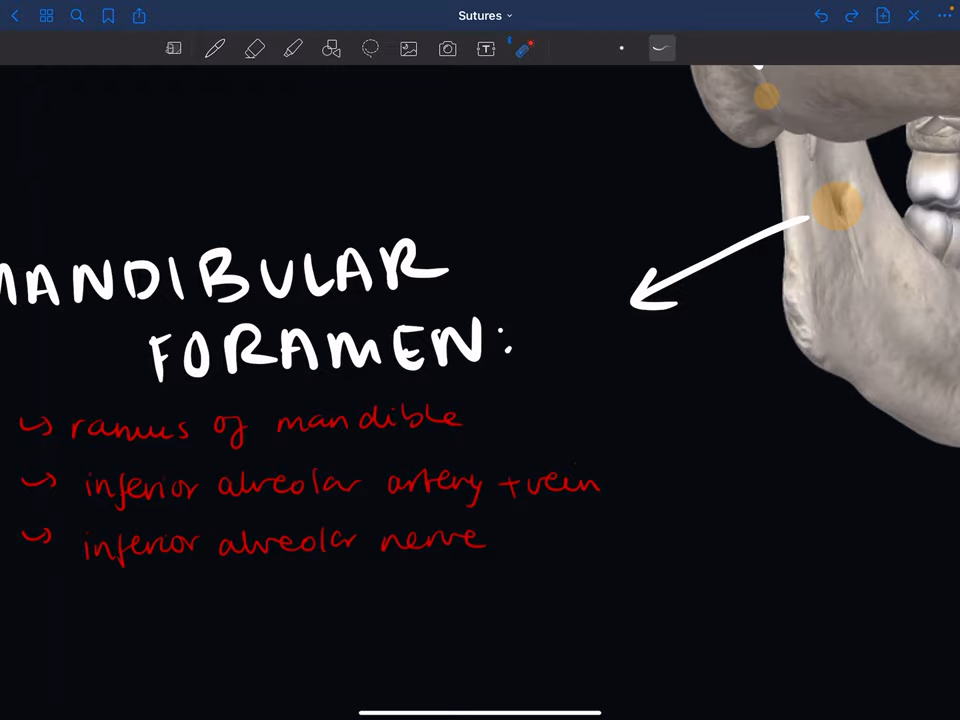 Sutures
MANDIBULAR
FORAMEN:
↪ ramus of mandible
↪ inferior alveolar artery + vein
↪ inferior alveolar nerve